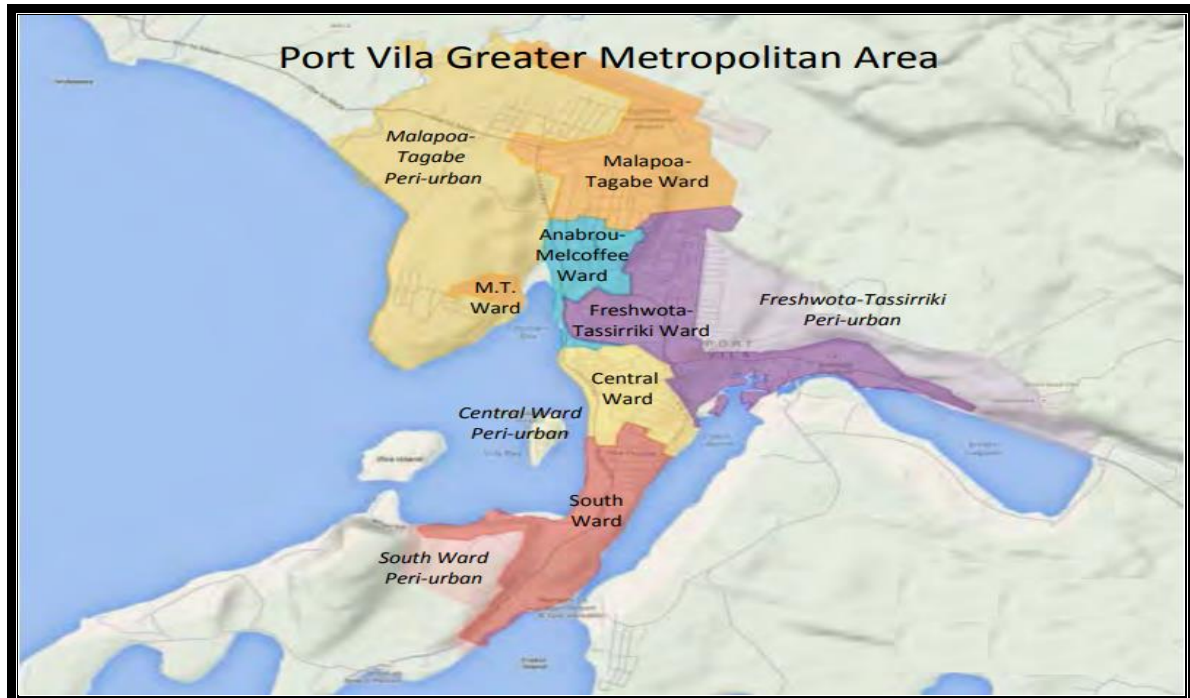 Port Vila Greater Metropolitan Area
Malapoa-
Tagabe
Peri-urban
Malapoa-
Tagabe Ward
Anabrou-
Melcoffee
Ward
M.T.
Ward
Freshwota-
Tassirriki Ward
Freshwota-Tassirriki
Peri-urban
PORT
VILA
Central
Ward
Central Ward
Peri-urban
South
Ward
South Ward
Peri-urban